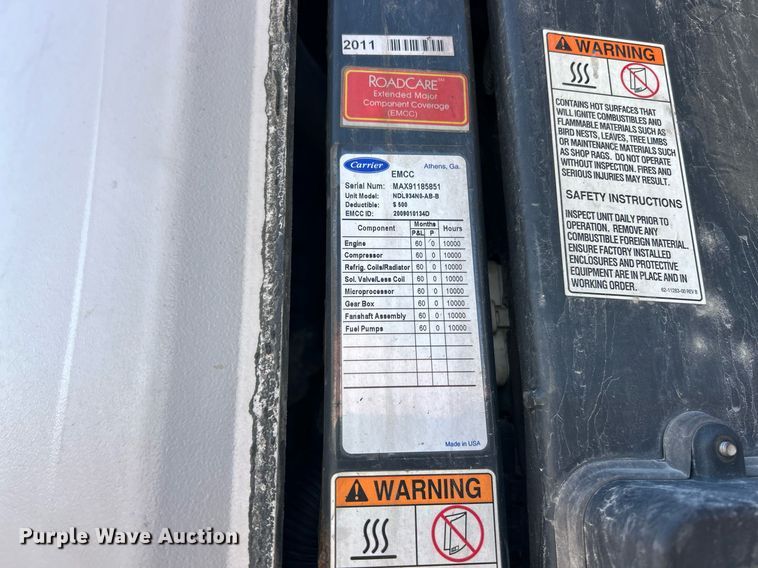 2011
ROADCARE℠
Extended Major
Component Coverage
(EMCC)
Carrier
Athens, Ga.
EMCC
Serial Num: MAX91185851
Unit Model: NDL934N0-AB-B
Deductible: $ 500
EMCC ID: 2009010134D
Component Months Hours
P&L P
Engine 60 0 10000
Compressor 60 0 10000
Refrig. Coils/Radiator 60 0 10000
Sol. Valve/Less Coil 60 0 10000
Microprocessor 60 0 10000
Gear Box 60 0 10000
Fanshaft Assembly 60 0 10000
Fuel Pumps 60 0 10000
Made in USA
WARNING
WARNING
CONTAINS HOT SURFACES THAT
WILL IGNITE COMBUSTIBLES AND
FLAMMABLE MATERIALS SUCH AS
BIRD NESTS, LEAVES, TREE LIMBS
OR MAINTENANCE MATERIALS SUCH
AS SHOP RAGS. DO NOT OPERATE
WITHOUT INSPECTION. FIRES AND
SERIOUS INJURIES MAY RESULT.
SAFETY INSTRUCTIONS
INSPECT UNIT DAILY PRIOR TO
OPERATION. REMOVE ANY
COMBUSTIBLE FOREIGN MATERIAL.
ENSURE FACTORY INSTALLED
ENCLOSURES AND PROTECTIVE
EQUIPMENT ARE IN PLACE AND IN
WORKING ORDER.
62-11283-00 REV B
Purple Wave Auction